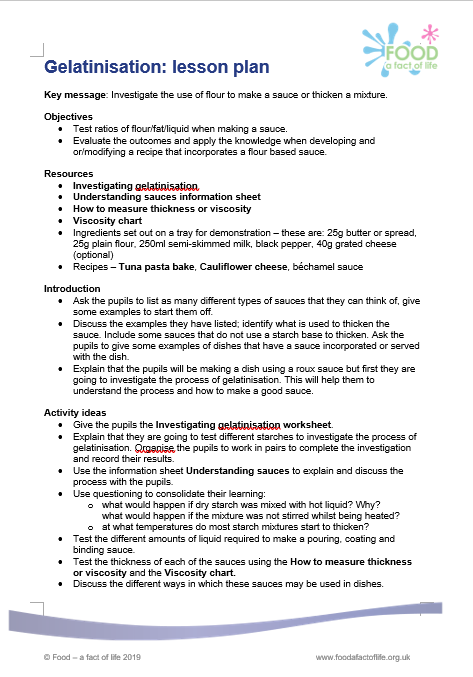 FOOD
a fact of life
Gelatinisation: lesson plan
Key message: Investigate the use of flour to make a sauce or thicken a mixture.
Objectives
• Test ratios of flour/fat/liquid when making a sauce.
• Evaluate the outcomes and apply the knowledge when developing and
or/modifying a recipe that incorporates a flour based sauce.
Resources
• Investigating gelatinisation
• Understanding sauces information sheet
• How to measure thickness or viscosity
• Viscosity chart
• Ingredients set out on a tray for demonstration – these are: 25g butter or spread,
25g plain flour, 250ml semi-skimmed milk, black pepper, 40g grated cheese
(optional)
• Recipes – Tuna pasta bake, Cauliflower cheese, béchamel sauce
Introduction
• Ask the pupils to list as many different types of sauces that they can think of, give
some examples to start them off.
• Discuss the examples they have listed; identify what is used to thicken the
sauce. Include some sauces that do not use a starch base to thicken. Ask the
pupils to give some examples of dishes that have a sauce incorporated or served
with the dish.
• Explain that the pupils will be making a dish using a roux sauce but first they are
going to investigate the process of gelatinisation. This will help them to
understand the process and how to make a good sauce.
Activity ideas
• Give the pupils the Investigating gelatinisation worksheet.
• Explain that they are going to test different starches to investigate the process of
gelatinisation. Organise the pupils to work in pairs to complete the investigation
and record their results.
• Use the information sheet Understanding sauces to explain and discuss the
process with the pupils.
• Use questioning to consolidate their learning:
o what would happen if dry starch was mixed with hot liquid? Why?
what would happen if the mixture was not stirred whilst being heated?
o at what temperatures do most starch mixtures start to thicken?
• Test the different amounts of liquid required to make a pouring, coating and
binding sauce.
• Test the thickness of each of the sauces using the How to measure thickness
or viscosity and the Viscosity chart.
• Discuss the different ways in which these sauces may be used in dishes.
© Food – a fact of life 2019
www.foodafactoflife.org.uk